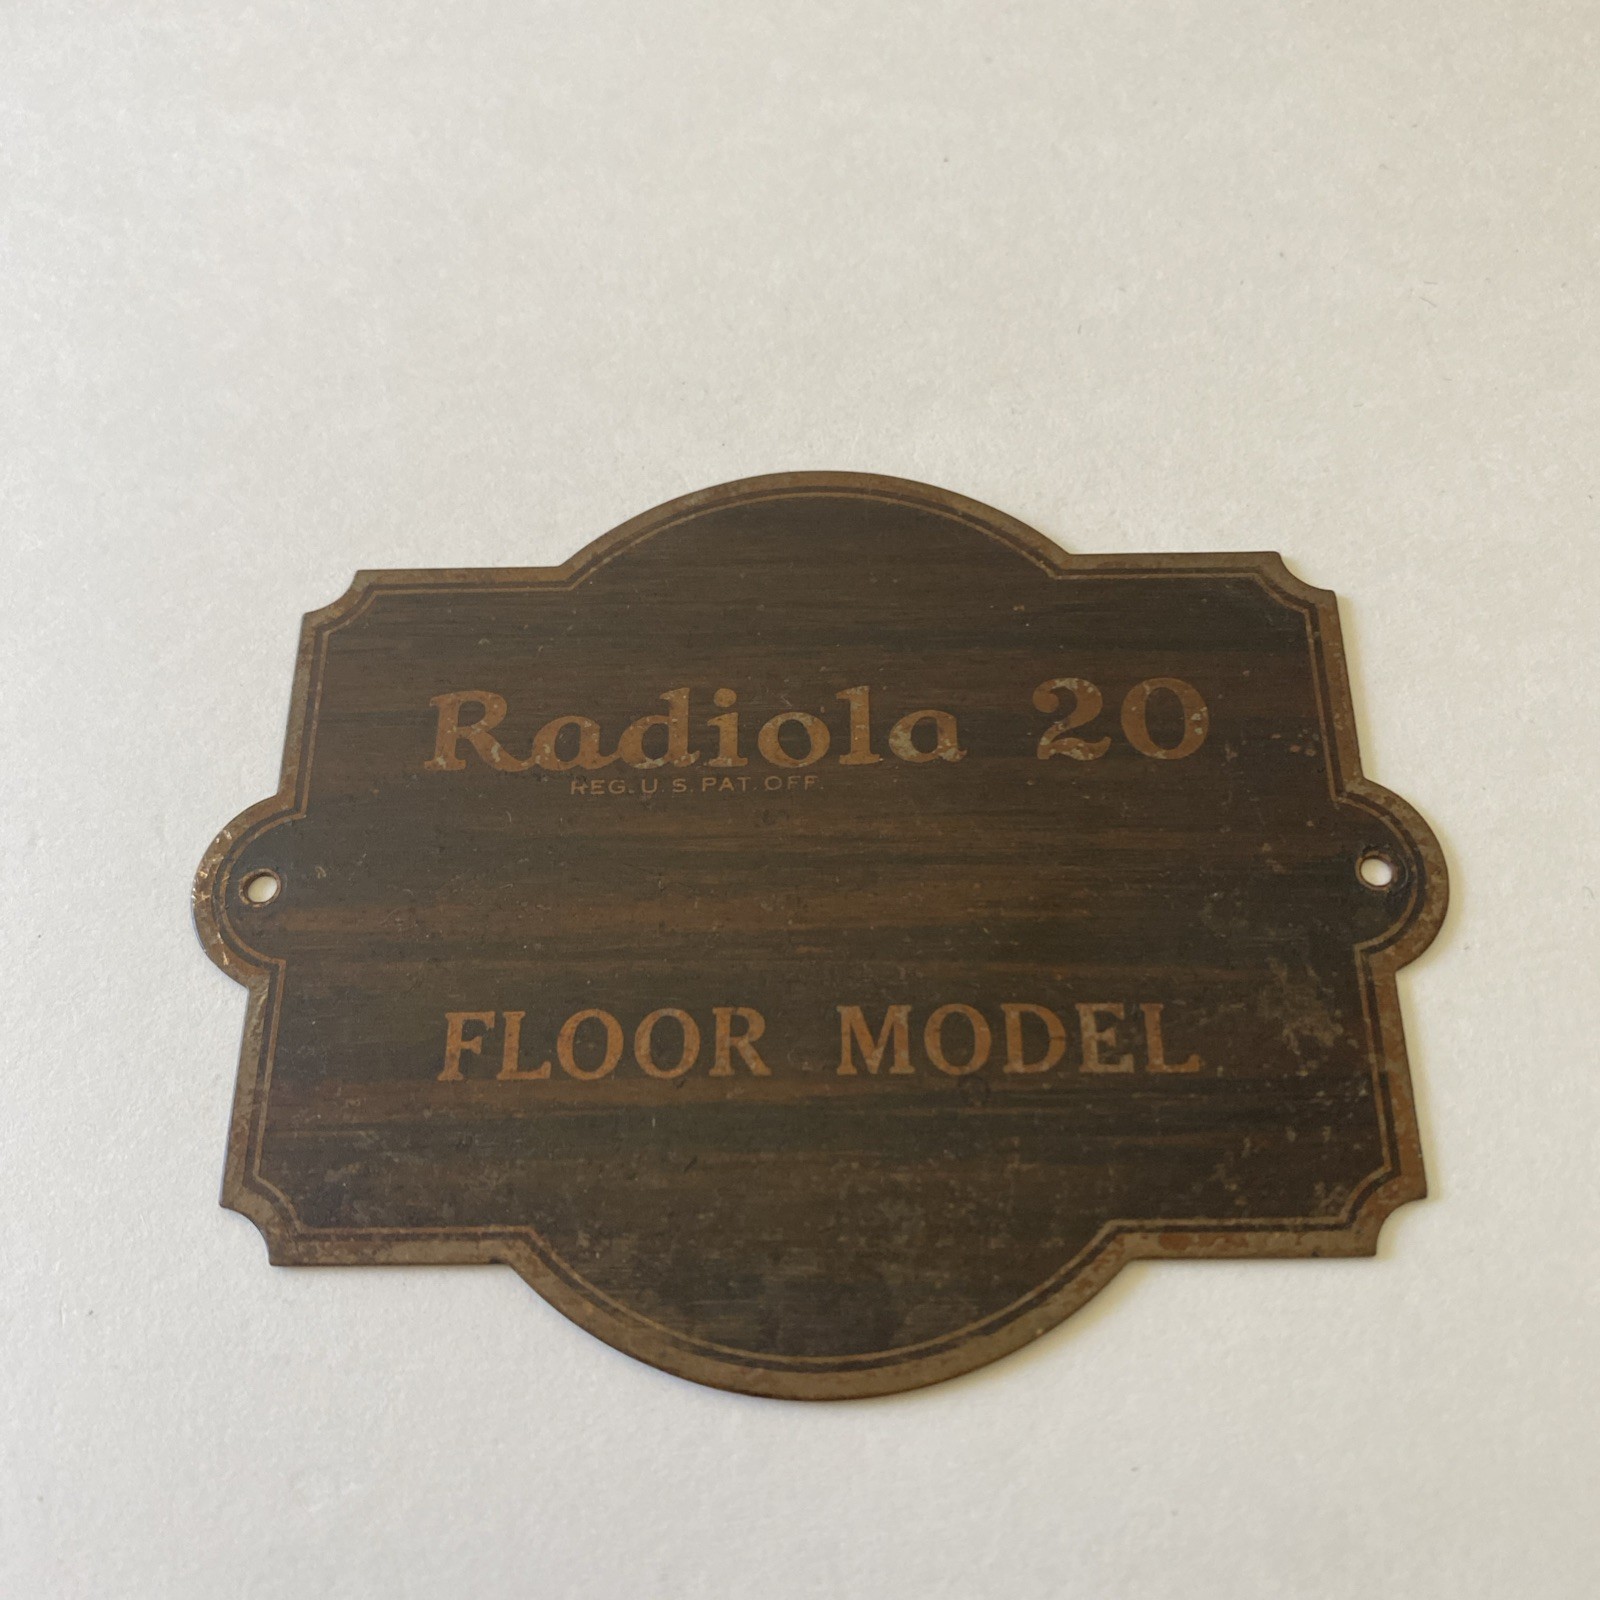 Radiola 20
REG. U. S. PAT. OFF.
FLOOR MODEL